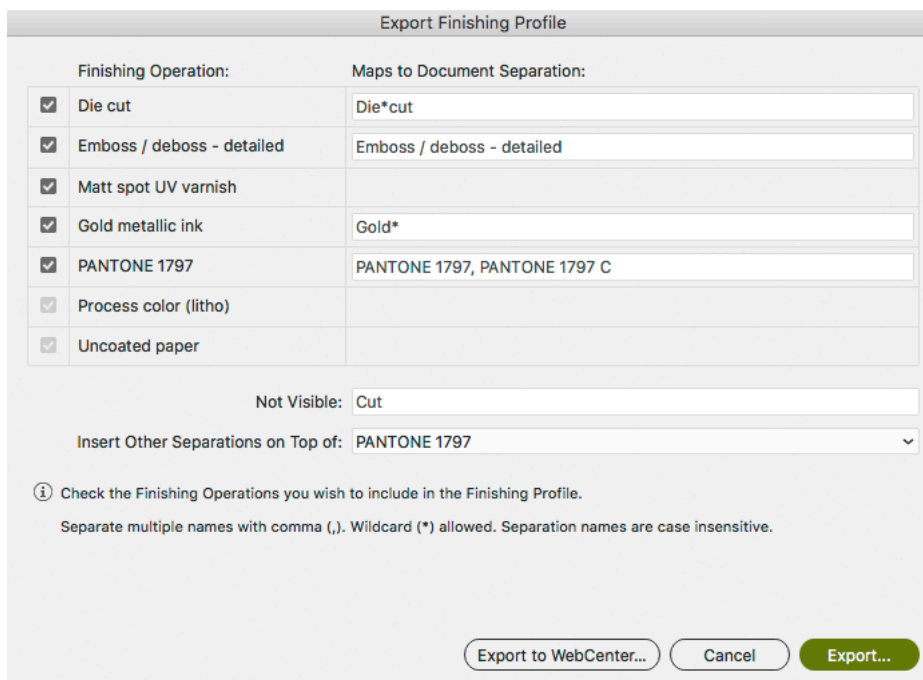 Export Finishing Profile
Finishing Operation: Maps to Document Separation:
Die cut Die*cut
Emboss / deboss - detailed Emboss / deboss - detailed
Matt spot UV varnish
Gold metallic ink Gold*
PANTONE 1797 PANTONE 1797, PANTONE 1797 C
Process color (litho)
Uncoated paper
Not Visible: Cut
Insert Other Separations on Top of: PANTONE 1797
Check the Finishing Operations you wish to include in the Finishing Profile.
Separate multiple names with comma (,). Wildcard (*) allowed. Separation names are case insensitive.
Export to WebCenter... Cancel Export...